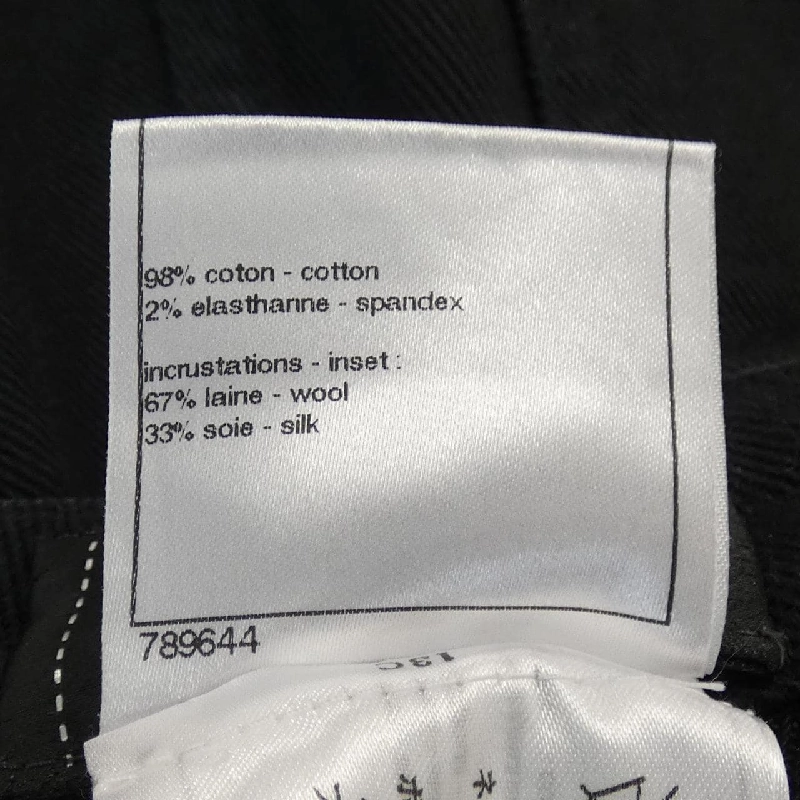 98% coton - cotton
2% elasthanne - spandex
incrustations - inset :
67% laine - wool
33% soie - silk
789644